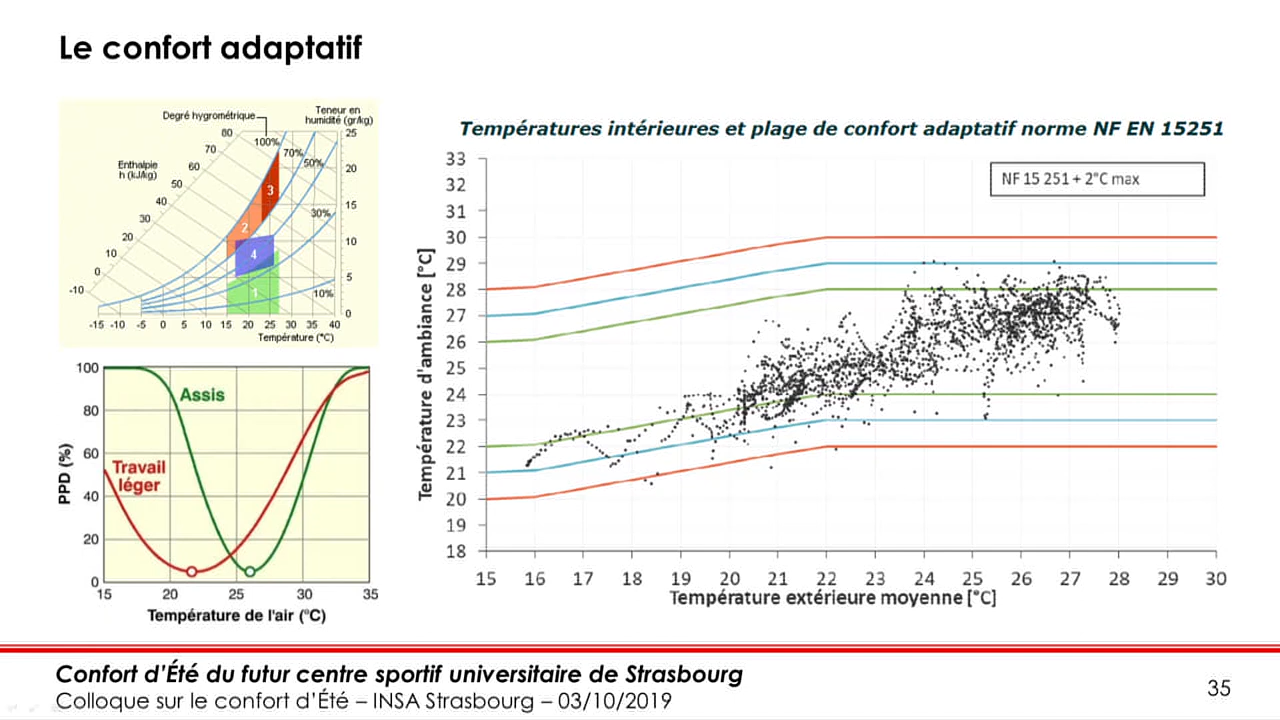 Le confort adaptatif
Degré hygrométrique
Teneur en
humidité (gr/kg)
Enthalpie
h (kJ/kg)
80
70
60
50
40
30
20
10
0
-10
100%
70%
50%
30%
10%
25
20
15
10
5
0
3
2
4
1
-15 -10 -5 0 5 10 15 20 25 30 35 40
Température (°C)
100
80
60
40
20
0
PPD (%)
Assis
Travail
léger
15 20 25 30 35
Température de l'air (°C)
Températures intérieures et plage de confort adaptatif norme NF EN 15251
NF 15 251 + 2°C max
Température d'ambiance [°C]
33
32
31
30
29
28
27
26
25
24
23
22
21
20
19
18
15 16 17 18 19 20 21 22 23 24 25 26 27 28 29 30
Température extérieure moyenne [°C]
Confort d'Été du futur centre sportif universitaire de Strasbourg
Colloque sur le confort d'Été – INSA Strasbourg – 03/10/2019
35